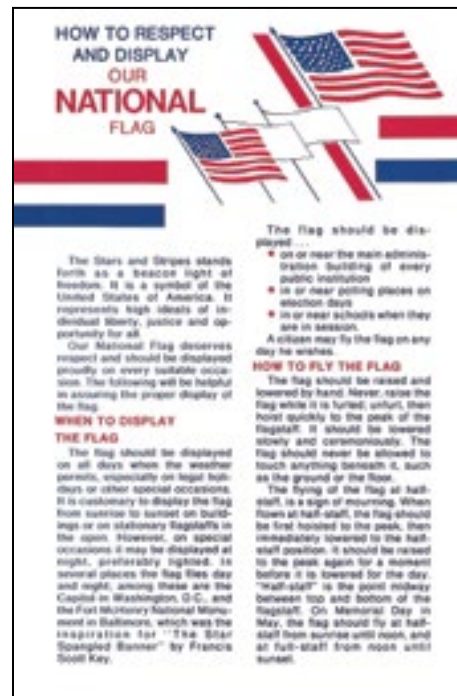 HOW TO RESPECT
AND DISPLAY
OUR
NATIONAL
FLAG
The Stars and Stripes stands
forth as a beacon light of
freedom. It is a symbol of the
United States of America. It
represents high ideals of in-
dividual liberty, justice and op-
portunity for all.
Our National Flag deserves
respect and should be displayed
proudly on every suitable occa-
sion. The following will be helpful
in assuring the proper display of
the flag.
WHEN TO DISPLAY
THE FLAG
The flag should be displayed
on all days when the weather
permits, especially on legal holi-
days or other special occasions.
It is customary to display the flag
from sunrise to sunset on build-
ings or on stationary flagstaffs in
the open. However, on special
occasions it may be displayed at
night, preferably lighted. In
several places the flag flies day
and night; among these are the
Capitol in Washington, D.C., and
the Fort McHenry National Monu-
ment in Baltimore, which was the
inspiration for "The Star
Spangled Banner" by Francis
Scott Key.
The flag should be dis-
played . . .
• on or near the main adminis-
tration building of every
public institution
• in or near polling places on
election days
• in or near schools when they
are in session.
A citizen may fly the flag on any
day he wishes.
HOW TO FLY THE FLAG
The flag should be raised and
lowered by hand. Never, raise the
flag while it is furled; unfurl, then
hoist quickly to the peak of the
flagstaff. It should be lowered
slowly and ceremoniously. The
flag should never be allowed to
touch anything beneath it, such
as the ground or the floor.
The flying of the flag at half-
staff, is a sign of mourning. When
flown at half-staff, the flag should
be first hoisted to the peak, then
immediately lowered to the half-
staff position. It should be raised
to the peak again for a moment
before it is lowered for the day.
"Half-staff" is the point midway
between top and bottom of the
flagstaff. On Memorial Day in
May, the flag should fly at half-
staff from sunrise until noon, and
at full-staff from noon until
sunset.